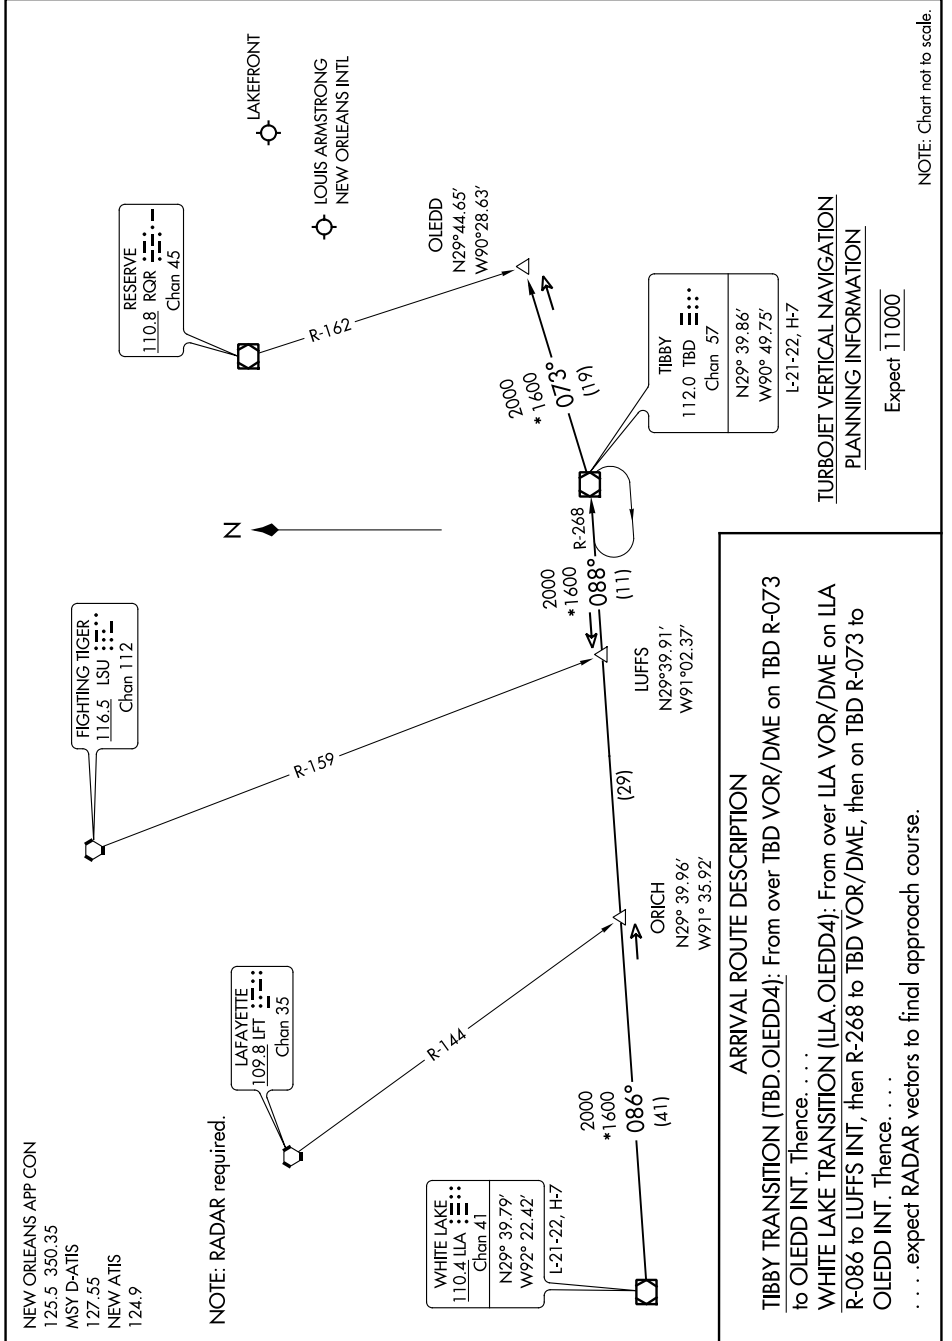 NEW ORLEANS APP CON
125.5 350.35
MSY D-ATIS
127.55
NEW ATIS
124.9
NOTE: RADAR required.
FIGHTING TIGER
116.5 LSU
Chan 112
RESERVE
110.8 RQR
Chan 45
LAKEFRONT
LOUIS ARMSTRONG
NEW ORLEANS INTL
LAFAYETTE
109.8 LFT
Chan 35
N
R-162
R-159
R-144
OLEDD
N29°44.65'
W90°28.63'
2000
*1600
073°
(19)
WHITE LAKE
110.4 LLA
Chan 41
N29° 39.79'
W92° 22.42'
L-21-22, H-7
2000
*1600
086°
(41)
ORICH
N29° 39.96'
W91° 35.92'
(29)
LUFFS
N29°39.91'
W91°02.37'
2000
*1600
088°
(11)
R-268
TIBBY
112.0 TBD
Chan 57
N29° 39.86'
W90° 49.75'
L-21-22, H-7
TURBOJET VERTICAL NAVIGATION
PLANNING INFORMATION
Expect 11000
NOTE: Chart not to scale.
ARRIVAL ROUTE DESCRIPTION
TIBBY TRANSITION (TBD.OLEDD4): From over TBD VOR/DME on TBD R-073
to OLEDD INT. Thence. . . .
WHITE LAKE TRANSITION (LLA.OLEDD4): From over LLA VOR/DME on LLA
R-086 to LUFFS INT, then R-268 to TBD VOR/DME, then on TBD R-073 to
OLEDD INT. Thence. . . .
. . . .expect RADAR vectors to final approach course.